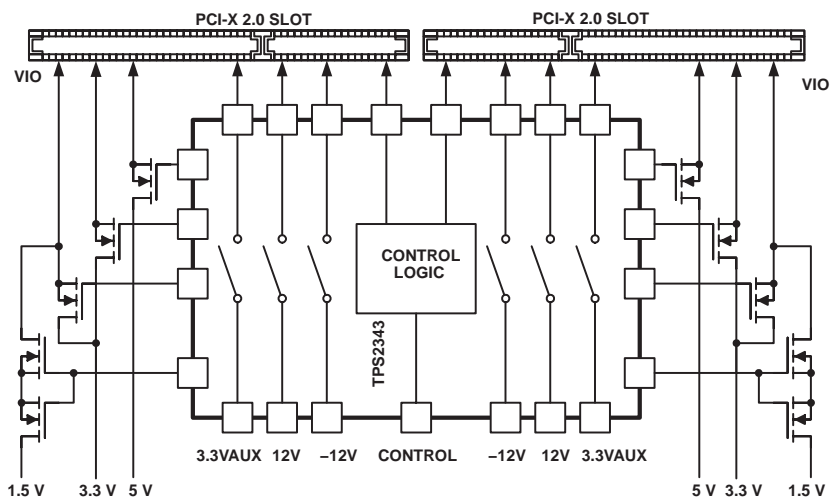 PCI-X 2.0 SLOT
PCI-X 2.0 SLOT
VIO
VIO
CONTROL
LOGIC
TPS2343
3.3VAUX 12V –12V CONTROL –12V 12V 3.3VAUX
1.5 V 3.3 V 5 V 5 V 3.3 V 1.5 V